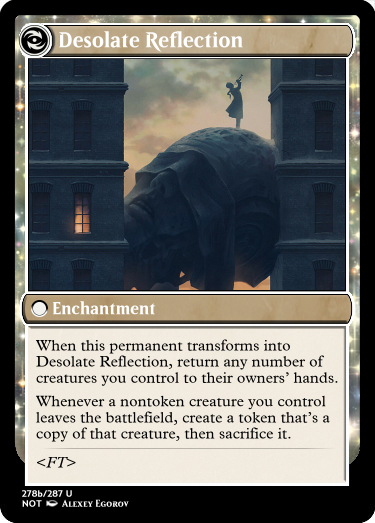 Desolate Reflection
Enchantment
When this permanent transforms into
Desolate Reflection, return any number of
creatures you control to their owners' hands.
Whenever a nontoken creature you control
leaves the battlefield, create a token that's a
copy of that creature, then sacrifice it.
<FT>
278b/287 U
NOT Alexey Egorov